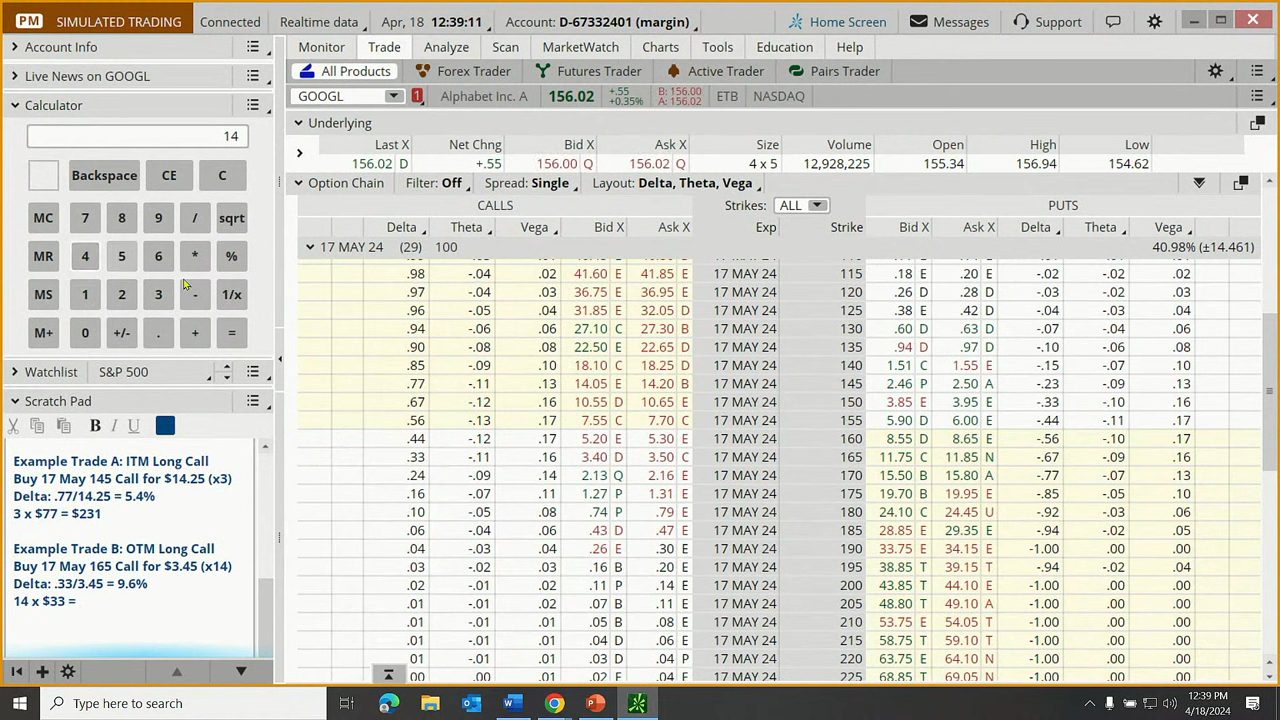 PM SIMULATED TRADING Connected Realtime data Apr, 18 12:39:11 Account: D-67332401 (margin) Home Screen Messages Support
Account Info
Live News on GOOGL
Calculator
14
Backspace CE C
MC 7 8 9 / sqrt
MR 4 5 6 * %
MS 1 2 3 - 1/x
M+ 0 +/- . + =
Watchlist S&P 500
Scratch Pad
B I U
Example Trade A: ITM Long Call
Buy 17 May 145 Call for $14.25 (x3)
Delta: .77/14.25 = 5.4%
3 x $77 = $231
Example Trade B: OTM Long Call
Buy 17 May 165 Call for $3.45 (x14)
Delta: .33/3.45 = 9.6%
14 x $33 =
Monitor Trade Analyze Scan MarketWatch Charts Tools Education Help
All Products Forex Trader Futures Trader Active Trader Pairs Trader
GOOGL 1 Alphabet Inc. A 156.02 +.55 +0.35% B: 156.00 A: 156.02 ETB NASDAQ
Underlying
Last X Net Chng Bid X Ask X Size Volume Open High Low
156.02 D +.55 156.00 Q 156.02 Q 4 x 5 12,928,225 155.34 156.94 154.62
Option Chain Filter: Off Spread: Single Layout: Delta, Theta, Vega
CALLS Strikes: ALL PUTS
Delta Theta Vega Bid X Ask X Exp Strike Bid X Ask X Delta Theta Vega
17 MAY 24 (29) 100 40.98% (±14.461)
.98 -.04 .02 41.60 E 41.85 E 17 MAY 24 115 .18 E .20 D -.02 -.02 .02
.97 -.04 .03 36.75 E 36.95 E 17 MAY 24 120 .26 D .28 D -.03 -.02 .03
.96 -.05 .04 31.85 E 32.05 D 17 MAY 24 125 .38 E .42 D -.04 -.03 .04
.94 -.06 .06 27.10 C 27.30 B 17 MAY 24 130 .60 D .63 D -.07 -.04 .06
.90 -.08 .08 22.50 E 22.65 D 17 MAY 24 135 .94 D .97 D -.10 -.06 .08
.85 -.09 .10 18.10 C 18.25 D 17 MAY 24 140 1.51 C 1.55 E -.15 -.07 .10
.77 -.11 .13 14.05 E 14.20 B 17 MAY 24 145 2.46 P 2.50 A -.23 -.09 .13
.67 -.12 .16 10.55 D 10.65 E 17 MAY 24 150 3.85 E 3.95 E -.33 -.10 .16
.56 -.13 .17 7.55 C 7.70 C 17 MAY 24 155 5.90 D 6.00 E -.44 -.11 .17
.44 -.12 .17 5.20 E 5.30 E 17 MAY 24 160 8.55 D 8.65 E -.56 -.10 .17
.33 -.11 .16 3.40 D 3.50 C 17 MAY 24 165 11.75 C 11.85 N -.67 -.09 .16
.24 -.09 .14 2.13 Q 2.16 E 17 MAY 24 170 15.50 B 15.80 A -.77 -.07 .13
.16 -.07 .11 1.27 P 1.31 E 17 MAY 24 175 19.70 B 19.95 E -.85 -.05 .10
.10 -.05 .08 .74 P .79 E 17 MAY 24 180 24.10 C 24.45 U -.92 -.03 .06
.06 -.04 .06 .43 D .47 E 17 MAY 24 185 28.85 E 29.35 E -.94 -.02 .05
.04 -.03 .04 .26 E .30 E 17 MAY 24 190 33.75 E 34.15 E -1.00 .00 .00
.03 -.02 .03 .16 B .20 E 17 MAY 24 195 38.85 T 39.15 T -.94 -.02 .04
.02 -.01 .02 .11 P .14 E 17 MAY 24 200 43.85 T 44.10 E -1.00 .00 .00
.01 -.01 .02 .07 B .11 E 17 MAY 24 205 48.80 T 49.10 A -1.00 .00 .00
.01 -.01 .01 .05 B .08 E 17 MAY 24 210 53.75 E 54.05 T -1.00 .00 .00
.01 -.01 .01 .04 D .06 E 17 MAY 24 215 58.75 T 59.10 T -1.00 .00 .00
01 -.01 .01 .03 D .04 P 17 MAY 24 220 63.75 E 64.10 N -1.00 .00 .00
00 -.01 .01 .02 F .04 F 17 MAY 24 225 68.85 T 69.05 N -1.00 .00 .00
Type here to search
12:39 PM
4/18/2024